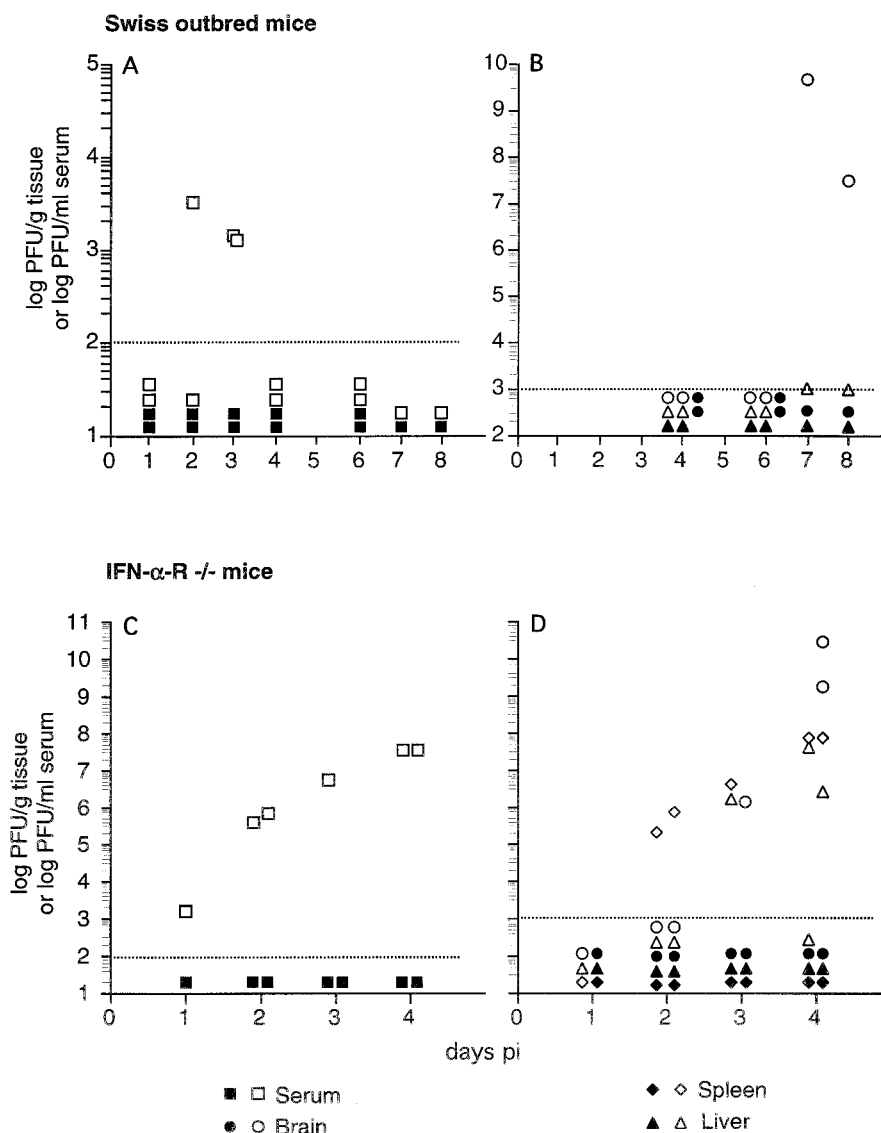 Swiss outbred mice
A
B
log PFU/g tissue
or log PFU/ml serum
5
4
3
2
1
0 1 2 3 4 5 6 7 8
10
9
8
7
6
5
4
3
2
0 1 2 3 4 5 6 7 8
IFN-α-R -/- mice
C
D
log PFU/g tissue
or log PFU/ml serum
11
10
9
8
7
6
5
4
3
2
1
0 1 2 3 4
0 1 2 3 4
days pi
Serum
Brain
Spleen
Liver